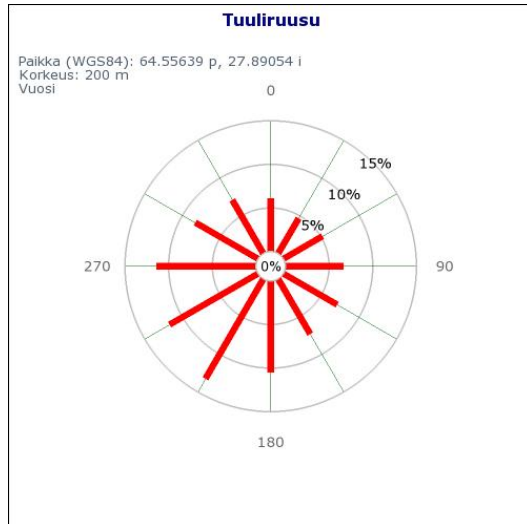 Tuuliruusu
Paikka (WGS84): 64.55639 p, 27.89054 i
Korkeus: 200 m
Vuosi
0
15%
10%
5%
270
0%
90
180